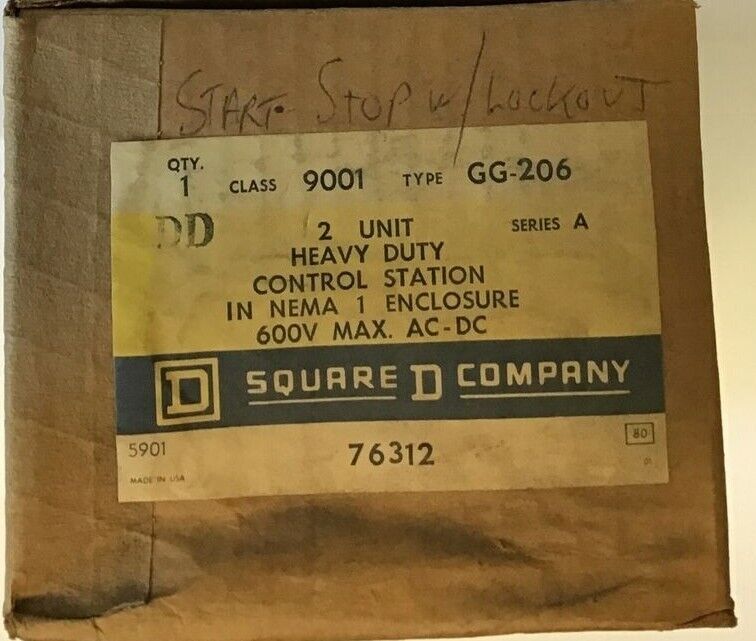 START-STOP w/LOCKOUT
QTY.
1 CLASS 9001 TYPE GG-206
DD 2 UNIT SERIES A
HEAVY DUTY
CONTROL STATION
IN NEMA 1 ENCLOSURE
600V MAX. AC-DC
D SQUARE D COMPANY
5901 76312 80
MADE IN USA 01